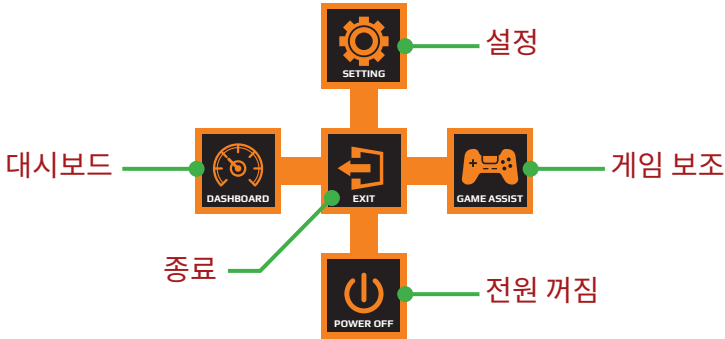 설정
SETTING
대시보드
DASHBOARD
EXIT
GAME ASSIST
게임 보조
종료
전원 꺼짐
POWER OFF